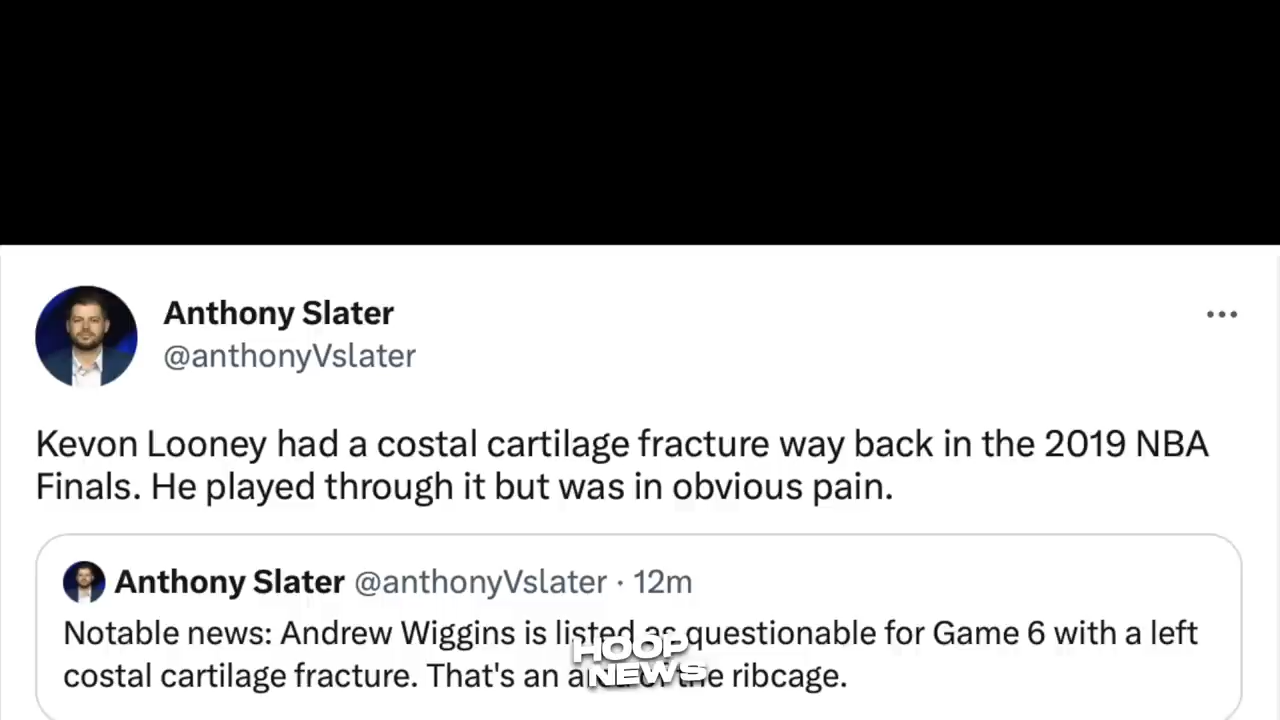 Anthony Slater
@anthonyVslater
Kevon Looney had a costal cartilage fracture way back in the 2019 NBA
Finals. He played through it but was in obvious pain.
Anthony Slater @anthonyVslater · 12m
Notable news: Andrew Wiggins is listed as questionable for Game 6 with a left
costal cartilage fracture. That's an of the ribcage.
HOOP
NEWS